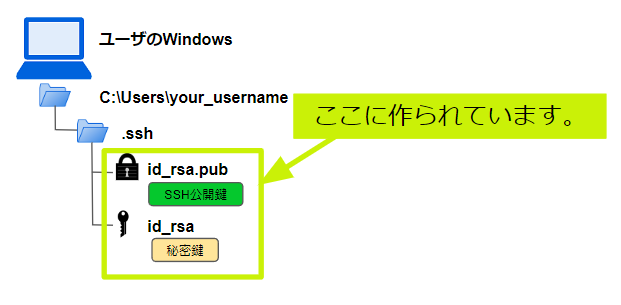 ユーザのWindows
C:\Users\your_username
ここに作られています。
.ssh
id_rsa.pub
SSH公開鍵
id_rsa
秘密鍵